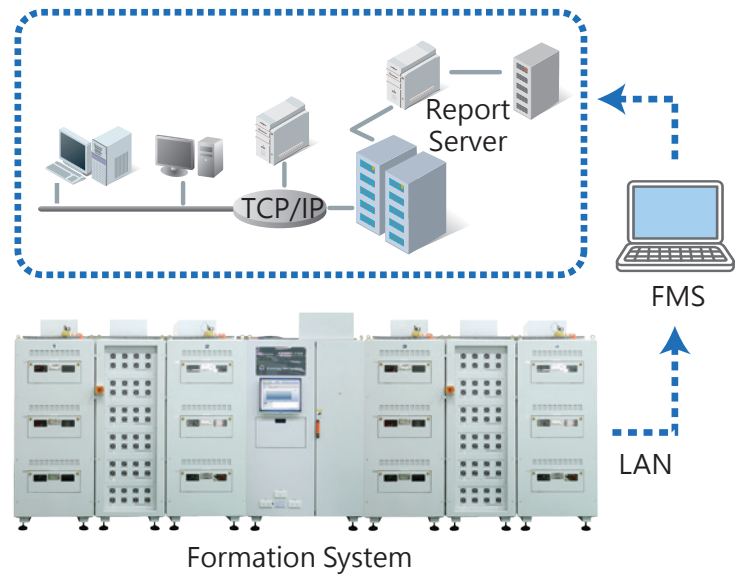 Report
Server
TCP/IP
FMS
LAN
Formation System